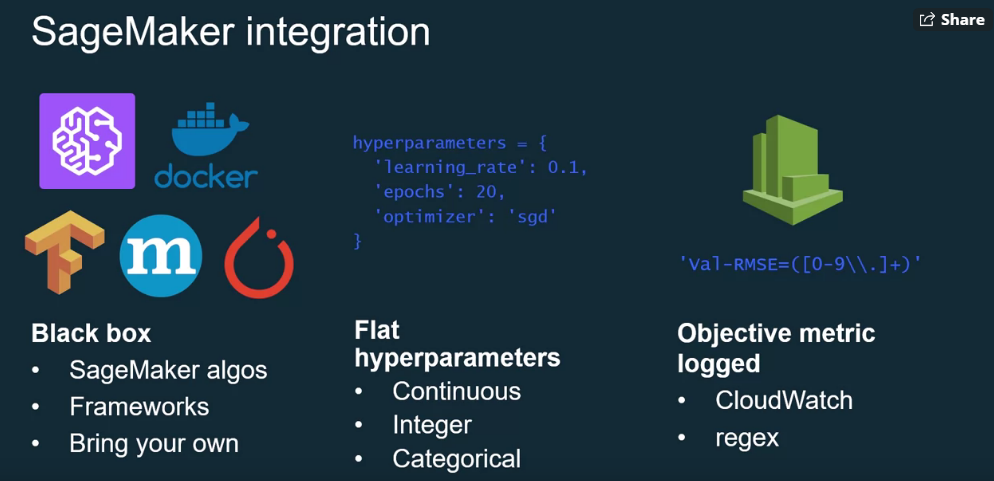 SageMaker integration
Share
docker
m
hyperparameters = {
'learning_rate': 0.1,
'epochs': 20,
'optimizer': 'sgd'
}
'Val-RMSE=([0-9\\.]+)'
Black box
• SageMaker algos
• Frameworks
• Bring your own
Flat
hyperparameters
• Continuous
• Integer
• Categorical
Objective metric
logged
• CloudWatch
• regex